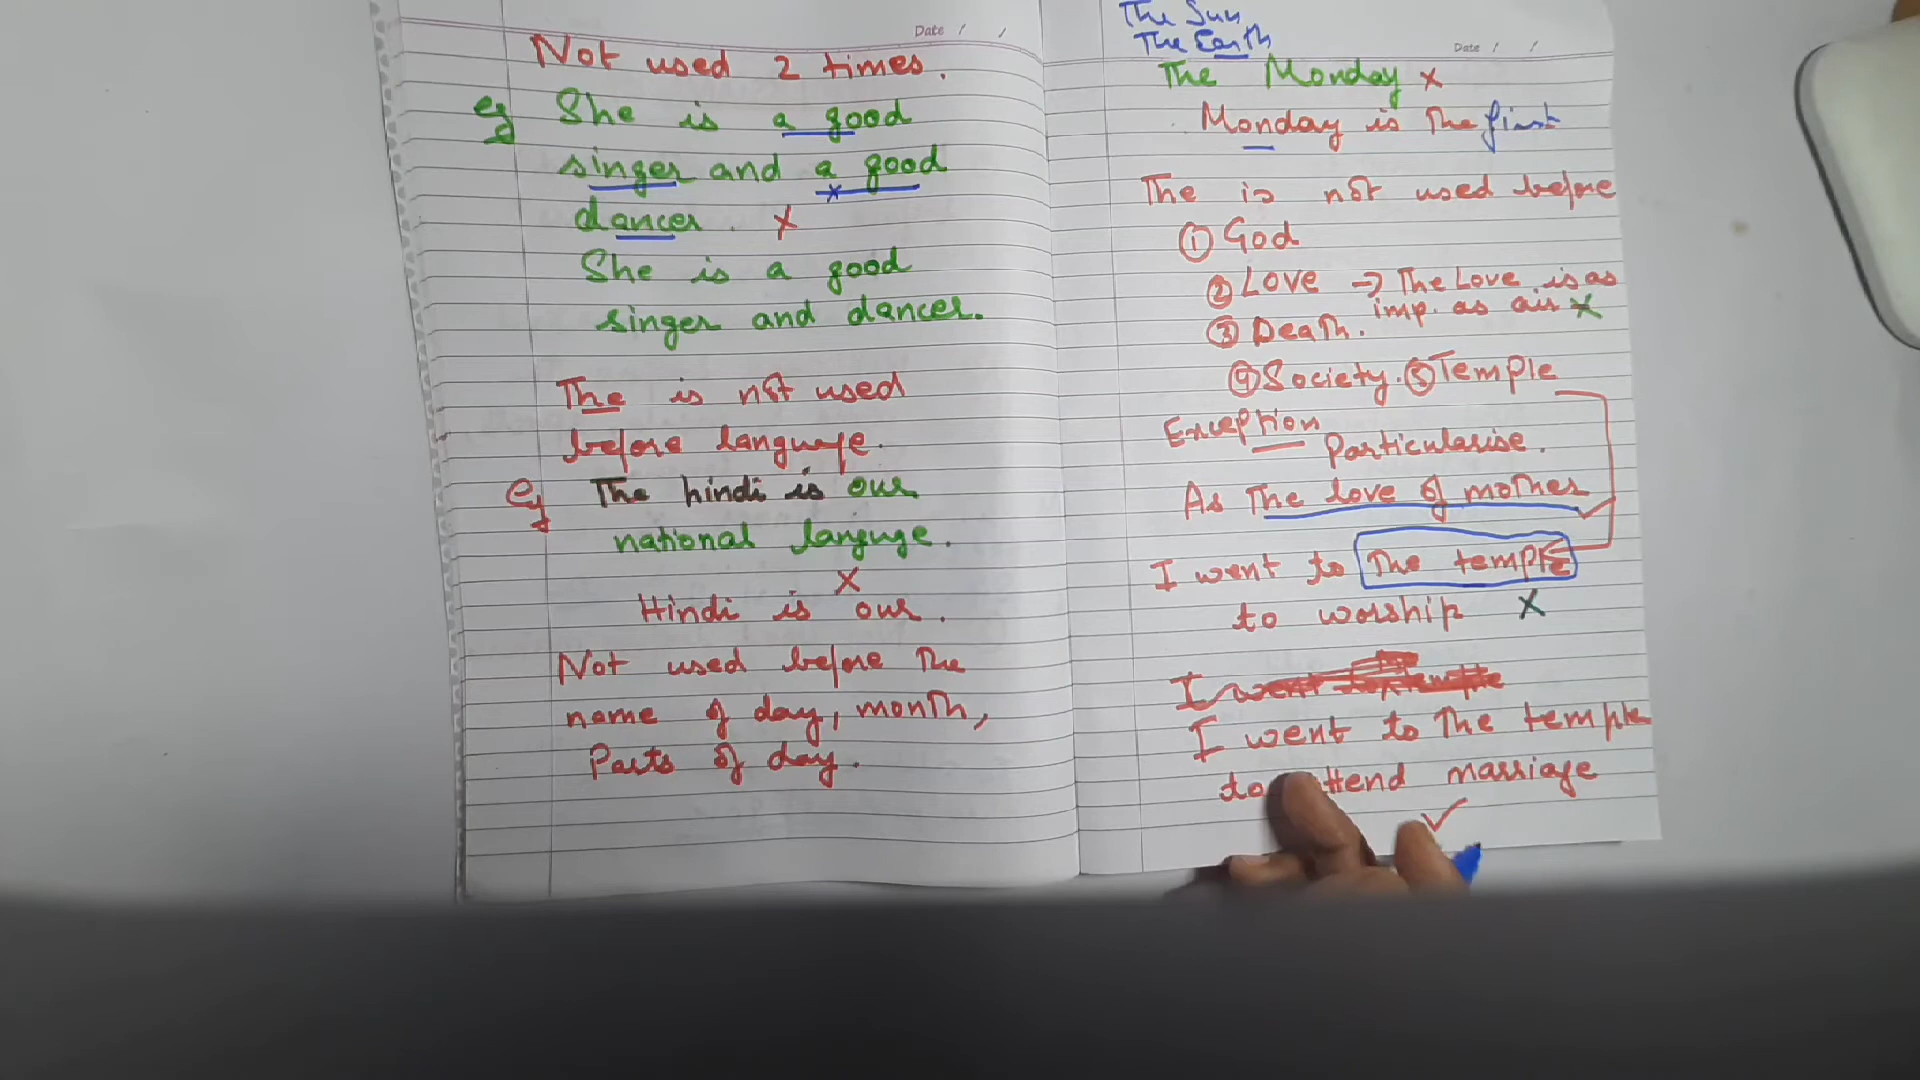 Date / /
Not used 2 times.
eg She is a good
singer and a good
dancer. X
She is a good
singer and dancer.
The is not used
before language.
eg The hindi is our
national languge.
X
Hindi is our.
Not used before the
name of day, month,
Parts of day.
The Sun
The Earth
Date / /
The Monday X
Monday is the first
The is not used before
① God
② Love → The Love is as
imp. as air X
③ Death.
④ Society. ⑤ Temple
Exception Particularise.
As the love of mother ✓
I went to The temple
to worship X
I went to the temple
to attend marriage
✓